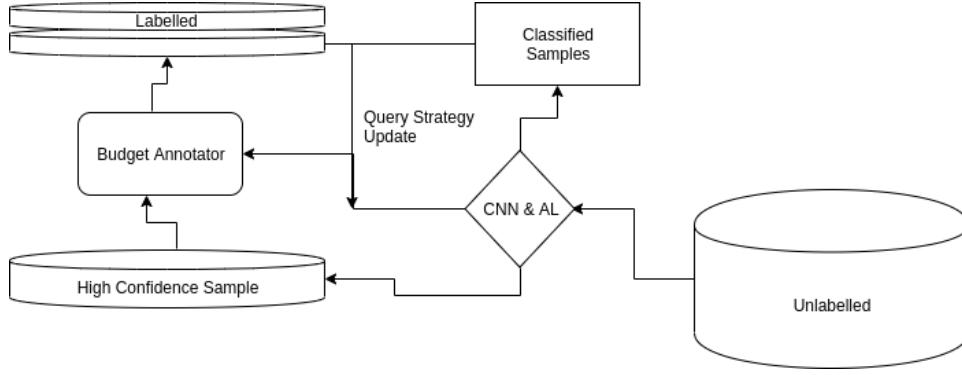 Labelled
Classified
Samples
Query Strategy
Update
Budget Annotator
CNN & AL
High Confidence Sample
Unlabelled